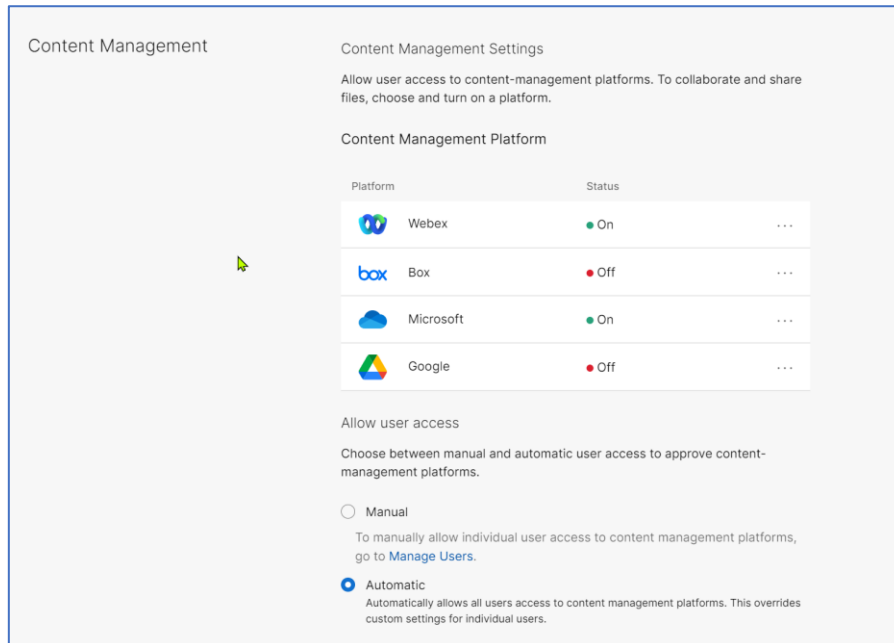 Content Management
Content Management Settings
Allow user access to content-management platforms. To collaborate and share
files, choose and turn on a platform.
Content Management Platform
Platform Status
Webex On ...
box Box Off ...
Microsoft On ...
Google Off ...
Allow user access
Choose between manual and automatic user access to approve content-
management platforms.
Manual
To manually allow individual user access to content management platforms,
go to Manage Users.
Automatic
Automatically allows all users access to content management platforms. This overrides
custom settings for individual users.